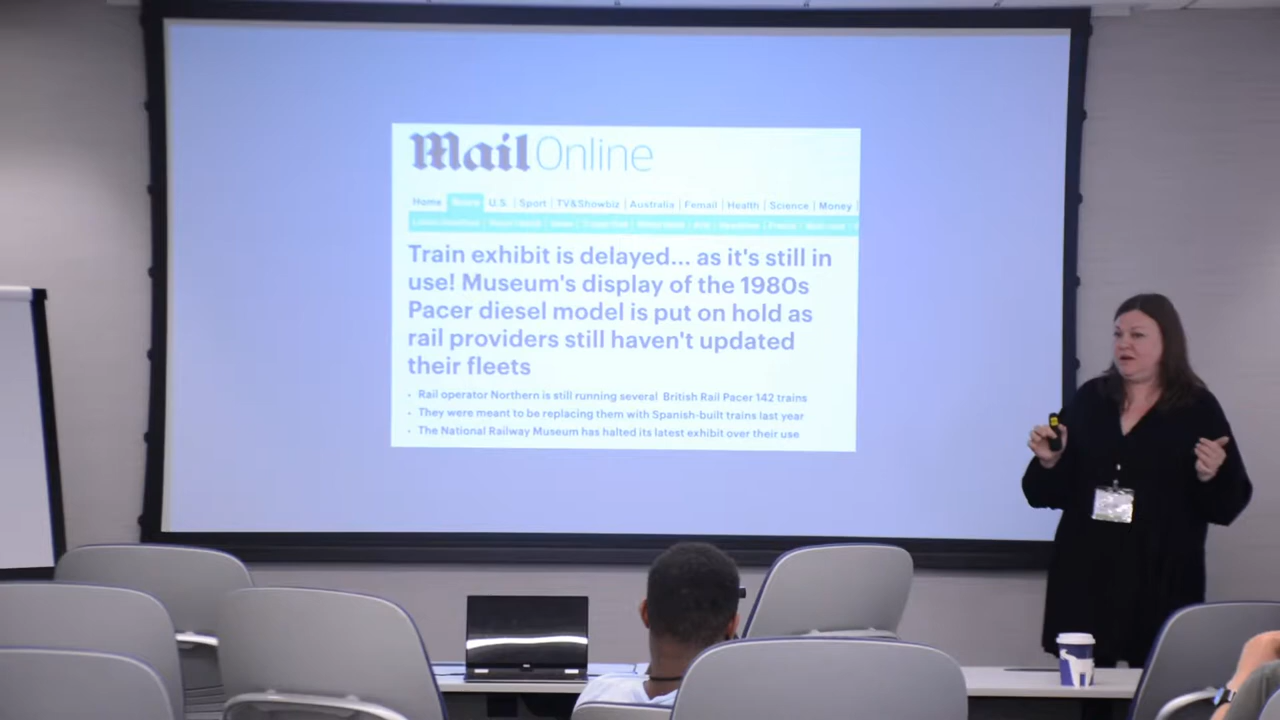 Mail Online
Home News U.S. Sport TV&Showbiz Australia Femail Health Science Money
Train exhibit is delayed... as it's still in
use! Museum's display of the 1980s
Pacer diesel model is put on hold as
rail providers still haven't updated
their fleets
• Rail operator Northern is still running several British Rail Pacer 142 trains
• They were meant to be replacing them with Spanish-built trains last year
• The National Railway Museum has halted its latest exhibit over their use
DELL